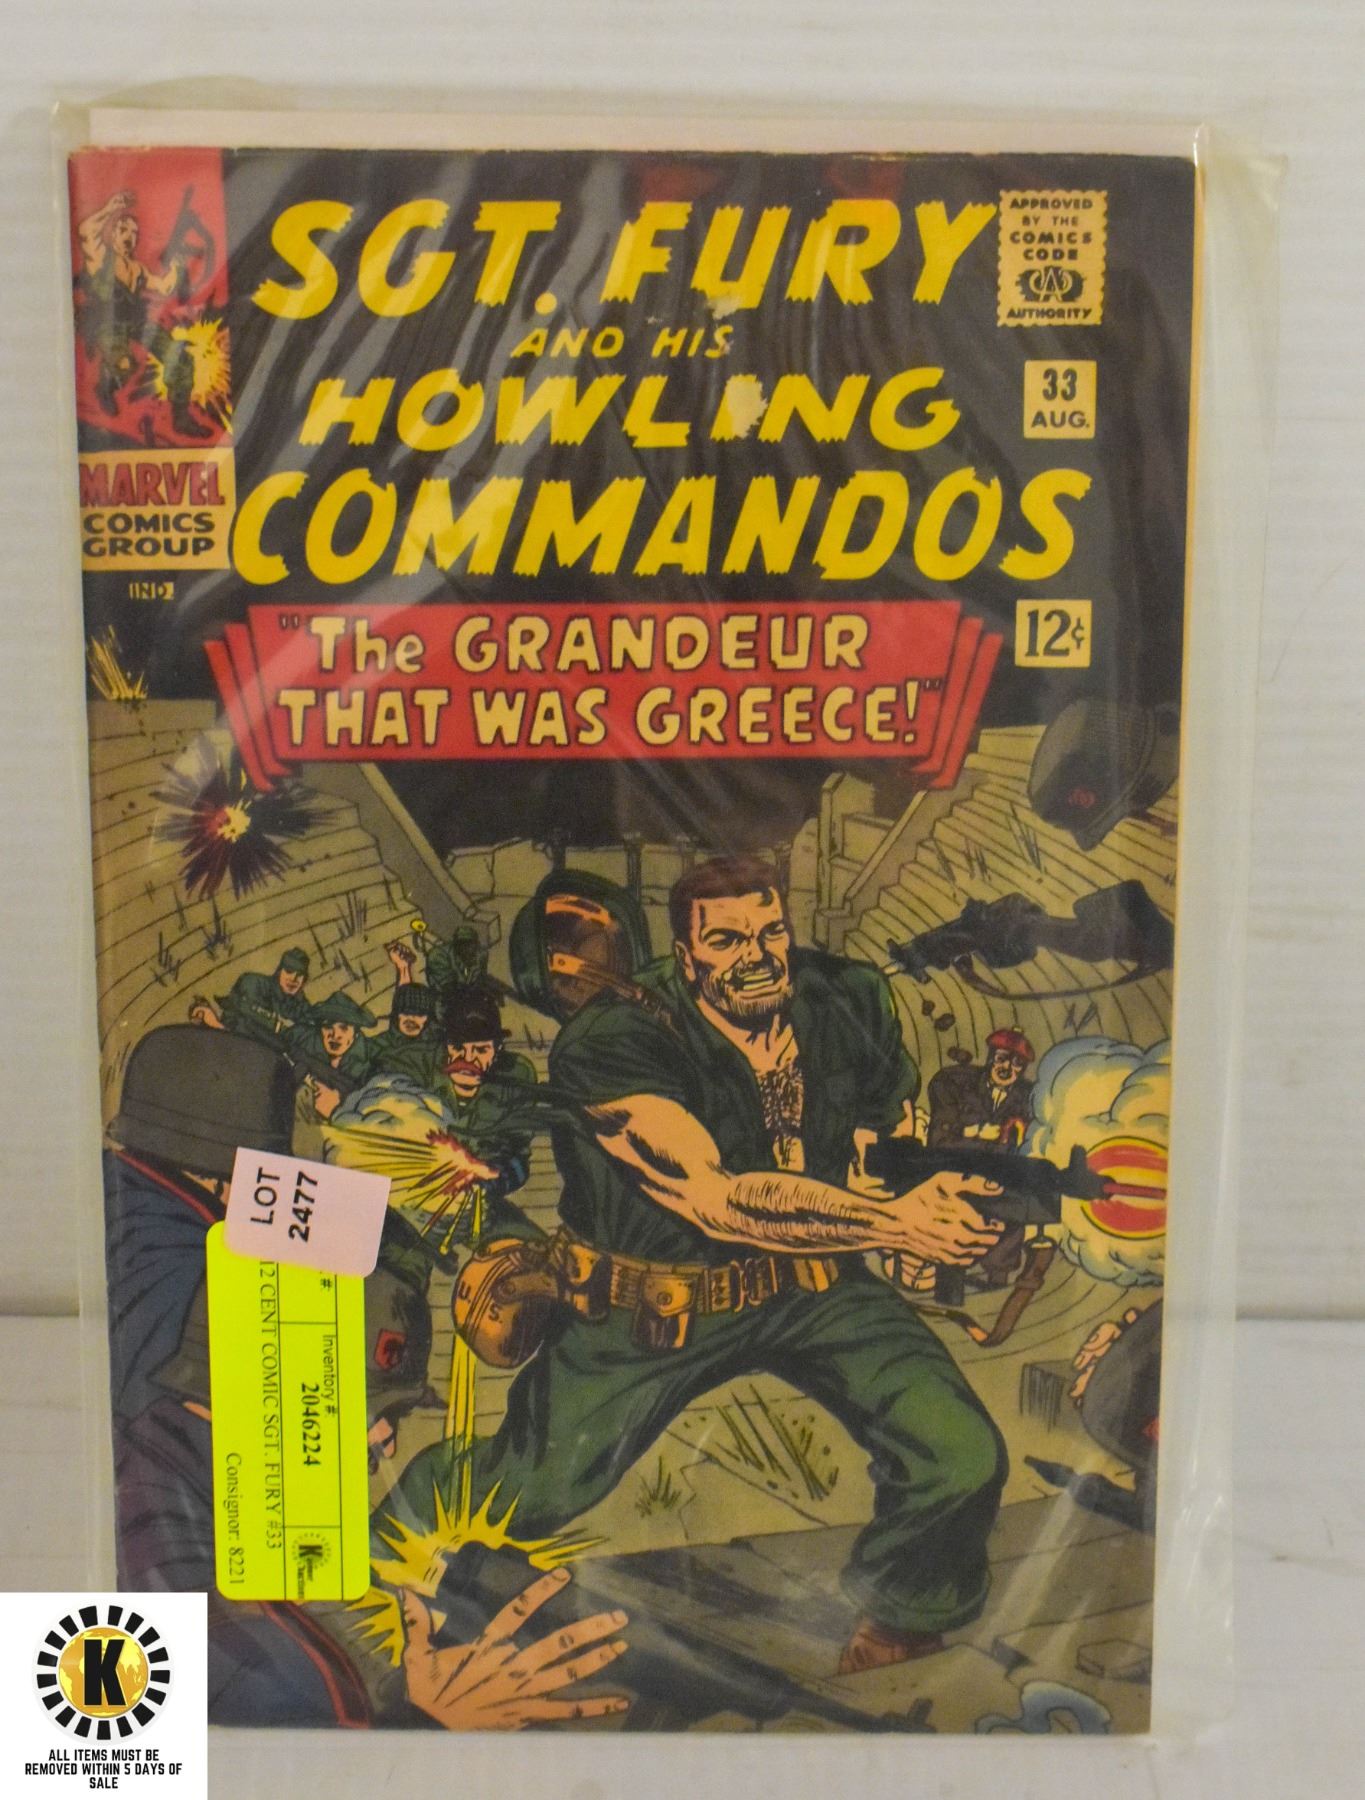 SGT. FURY
AND HIS
HOWLING
COMMANDOS
APPROVED
BY THE
COMICS
CODE
CA
AUTHORITY
33
AUG.
12¢
MARVEL
COMICS
GROUP
IND.
"The GRANDEUR
THAT WAS GREECE!"
U.S.
LOT
2477
#:
Inventory #:
2046224
12 CENT COMIC SGT. FURY #33
Consignor: 8221
K
K
ALL ITEMS MUST BE
REMOVED WITHIN 5 DAYS OF
SALE